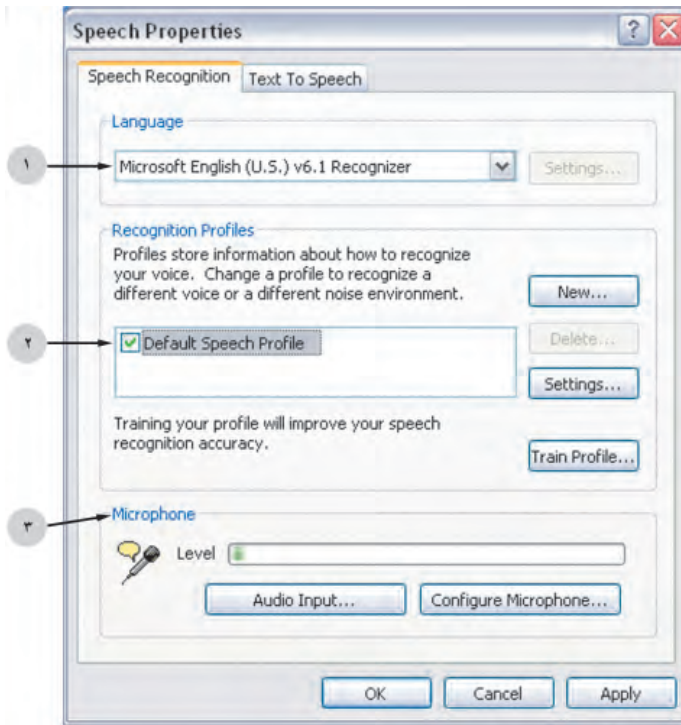 Speech Properties
Speech Recognition Text To Speech
Language
۱
Microsoft English (U.S.) v6.1 Recognizer Settings...
Recognition Profiles
Profiles store information about how to recognize
your voice. Change a profile to recognize a
different voice or a different noise environment.
New...
۲
Default Speech Profile
Delete...
Settings...
Training your profile will improve your speech
recognition accuracy.
Train Profile...
۳
Microphone
Level
Audio Input... Configure Microphone...
OK Cancel Apply